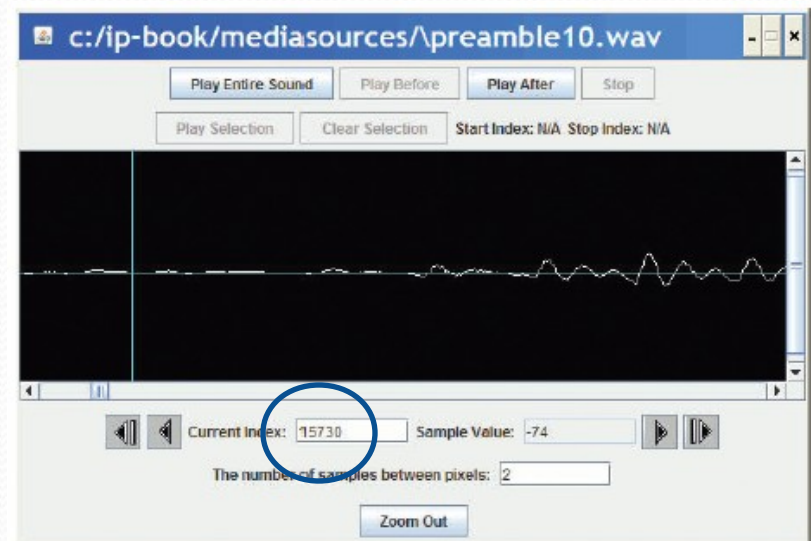 c:/ip-book/mediasources/\preamble10.wav
Play Entire Sound Play Before Play After Stop
Play Selection Clear Selection Start Index: N/A Stop Index: N/A
Current Index: 15730 Sample Value: -74
The number of samples between pixels: 2
Zoom Out